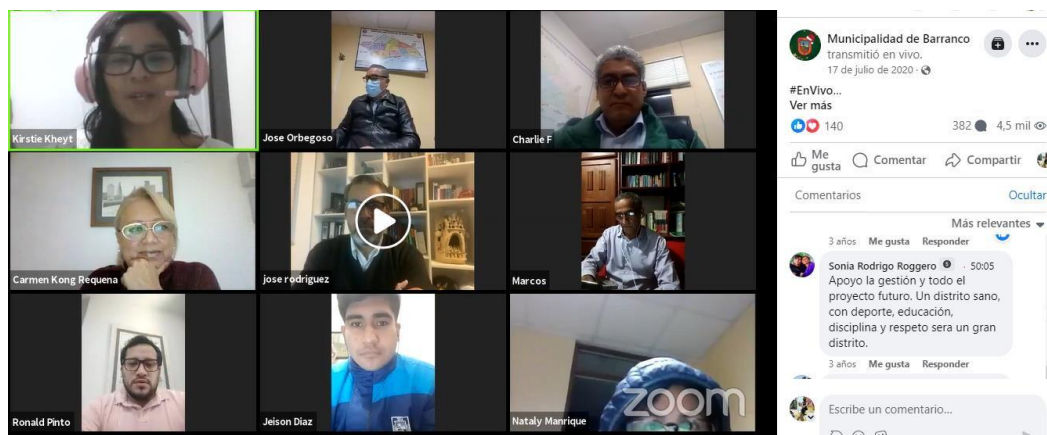 Kirstie Kheyt
Jose Orbegoso
Charlie F
Carmen Kong Requena
jose rodriguez
Marcos
Ronald Pinto
Jeison Diaz
Nataly Manrique
zoom
Municipalidad de Barranco
transmitió en vivo.
17 de julio de 2020 ·
#EnVivo...
Ver más
140
382
4,5 mil
Me
gusta
Comentar
Compartir
Comentarios
Ocultar
Más relevantes
3 años Me gusta Responder
Sonia Rodrigo Roggero · 50:05
Apoyo la gestión y todo el
proyecto futuro. Un distrito sano,
con deporte, educación,
disciplina y respeto sera un gran
distrito.
3 años Me gusta Responder
Escribe un comentario...